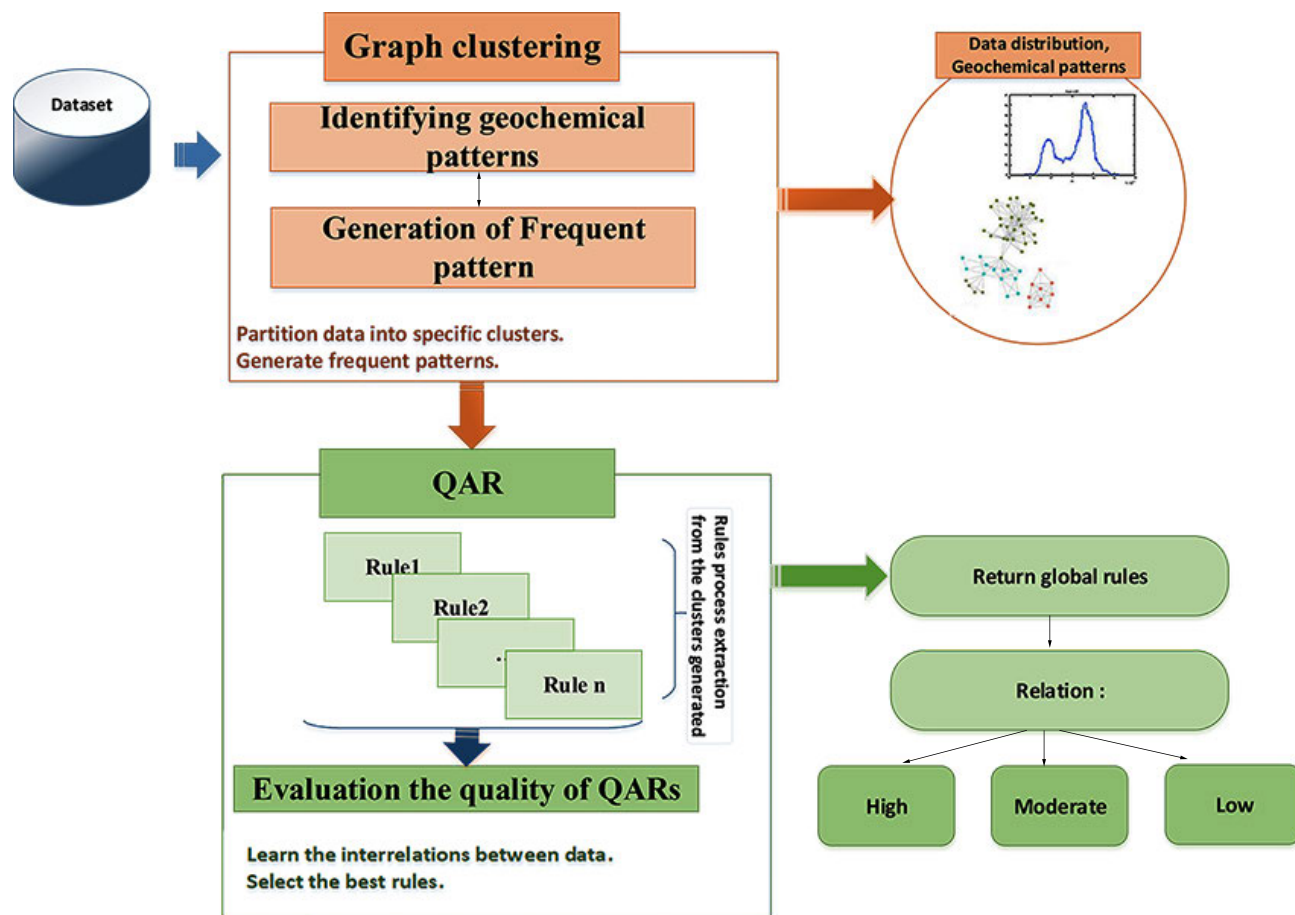 Graph clustering
Dataset
Identifying geochemical
patterns
Generation of Frequent
pattern
Partition data into specific clusters.
Generate frequent patterns.
Data distribution,
Geochemical patterns
QAR
Rule1
Rule2
..
Rule n
Rules process extraction
from the clusters generated
Evaluation the quality of QARs
Learn the interrelations between data.
Select the best rules.
Return global rules
Relation :
High
Moderate
Low